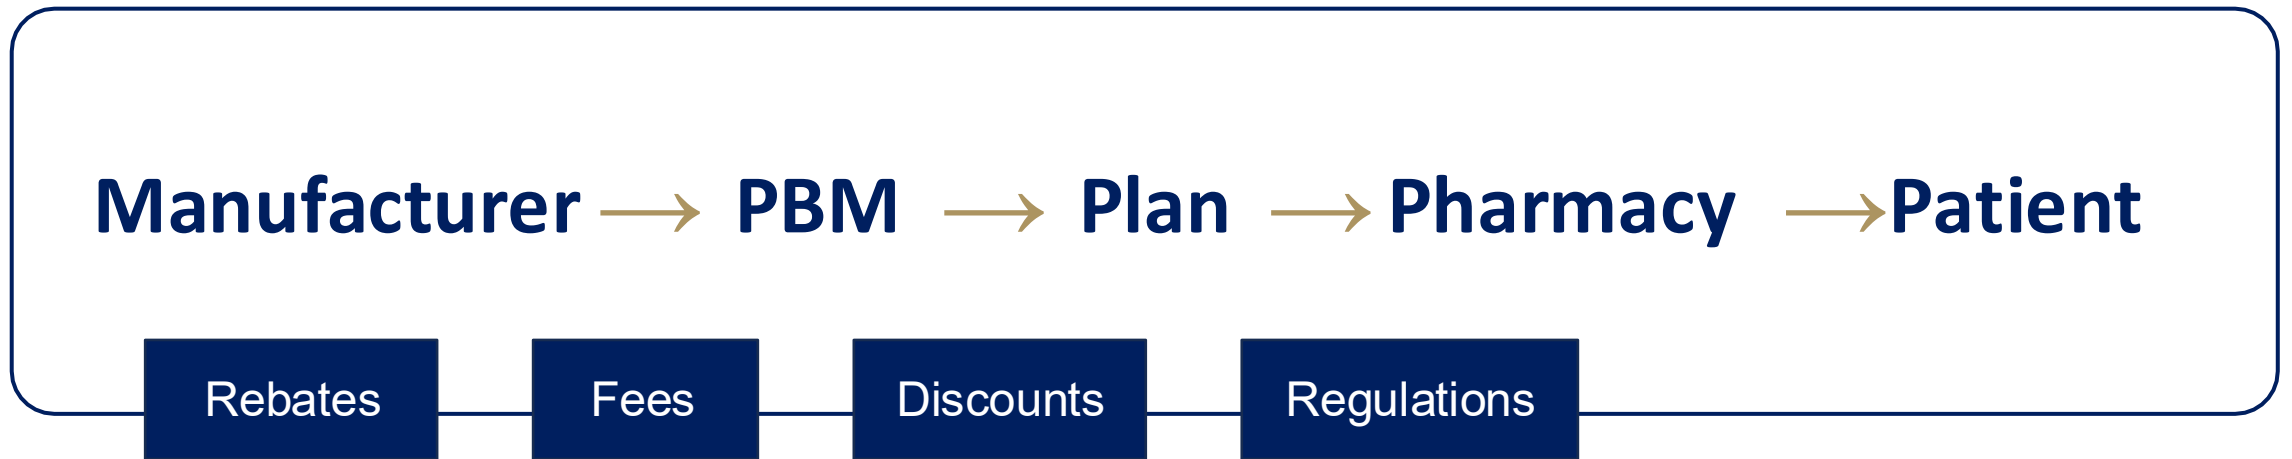 Manufacturer → PBM → Plan → Pharmacy → Patient
Rebates Fees Discounts Regulations